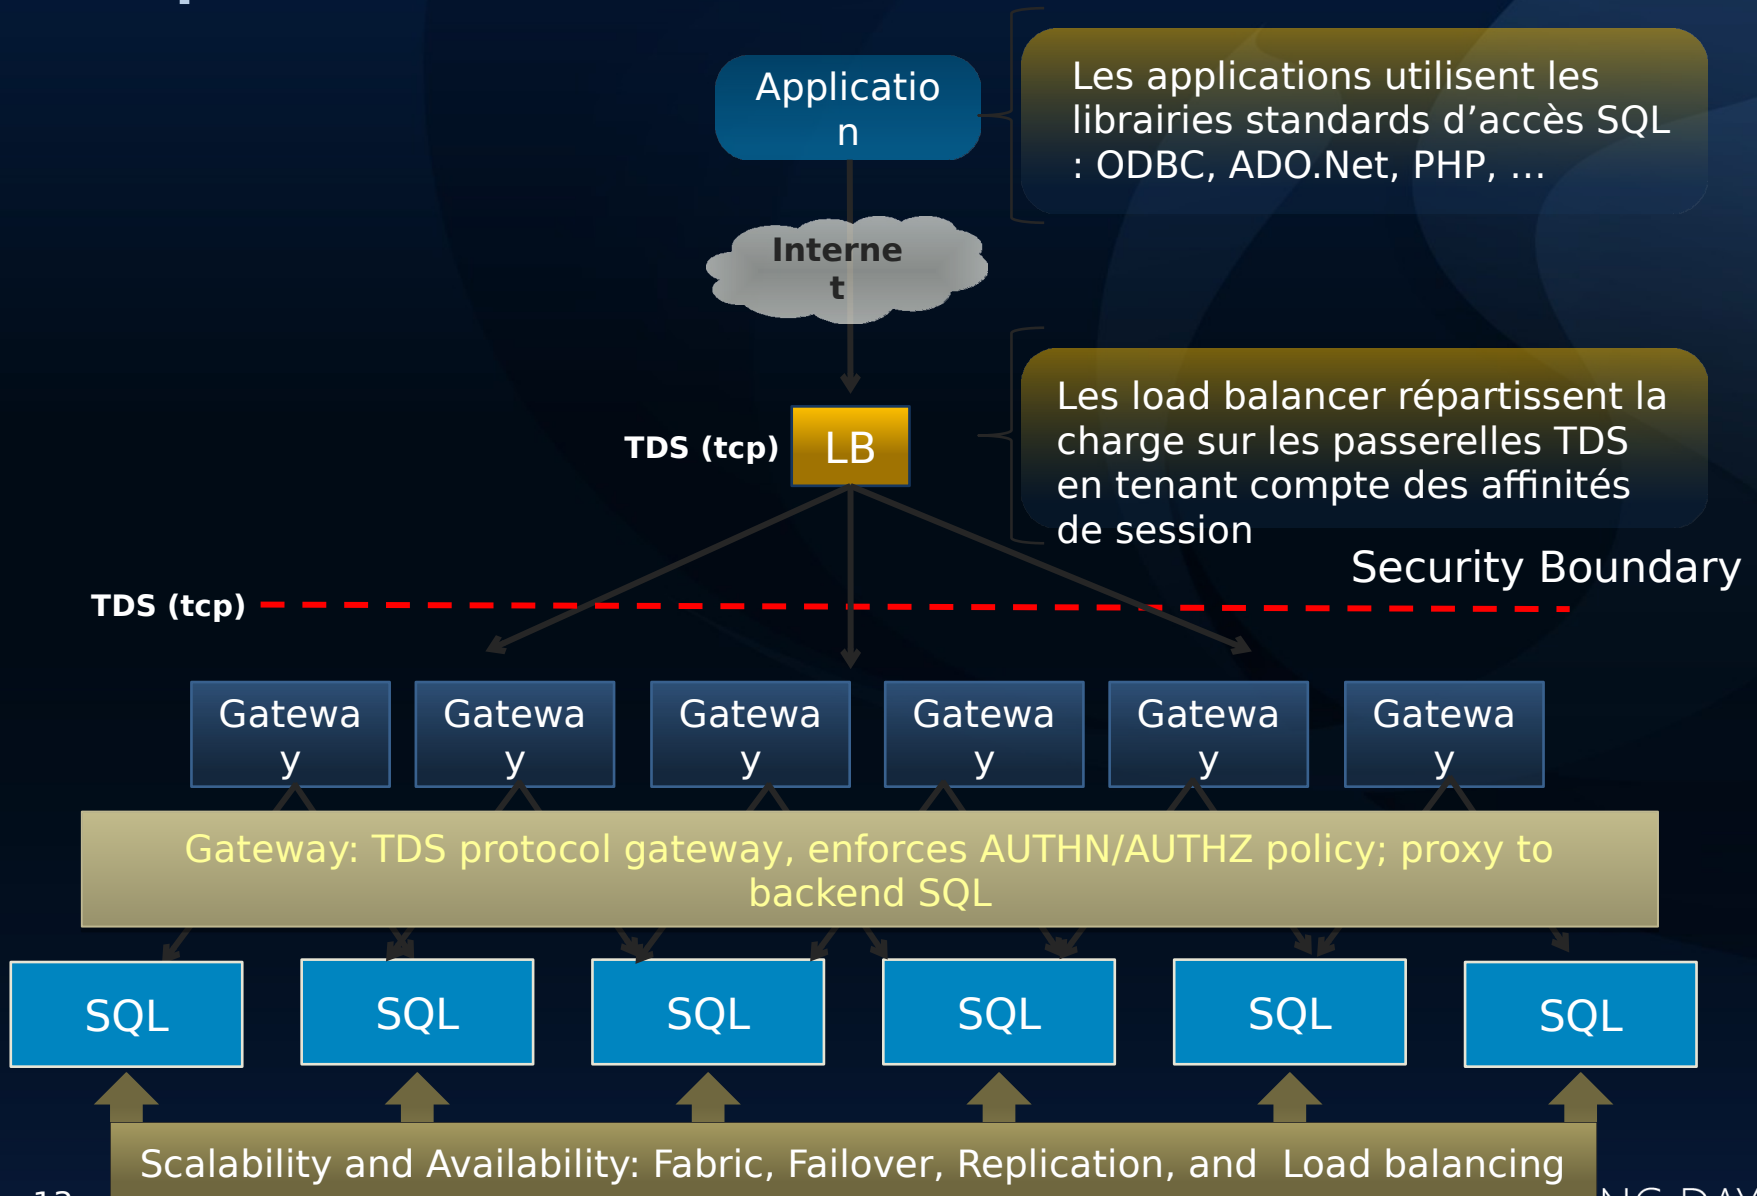 Applicatio
n
Les applications utilisent les
librairies standards d’accès SQL
: ODBC, ADO.Net, PHP, …
Interne
t
TDS (tcp)
LB
Les load balancer répartissent la
charge sur les passerelles TDS
en tenant compte des affinités
de session
Security Boundary
TDS (tcp)
Gatewa
y
Gatewa
y
Gatewa
y
Gatewa
y
Gatewa
y
Gatewa
y
Gateway: TDS protocol gateway, enforces AUTHN/AUTHZ policy; proxy to
backend SQL
SQL
SQL
SQL
SQL
SQL
SQL
Scalability and Availability: Fabric, Failover, Replication, and Load balancing